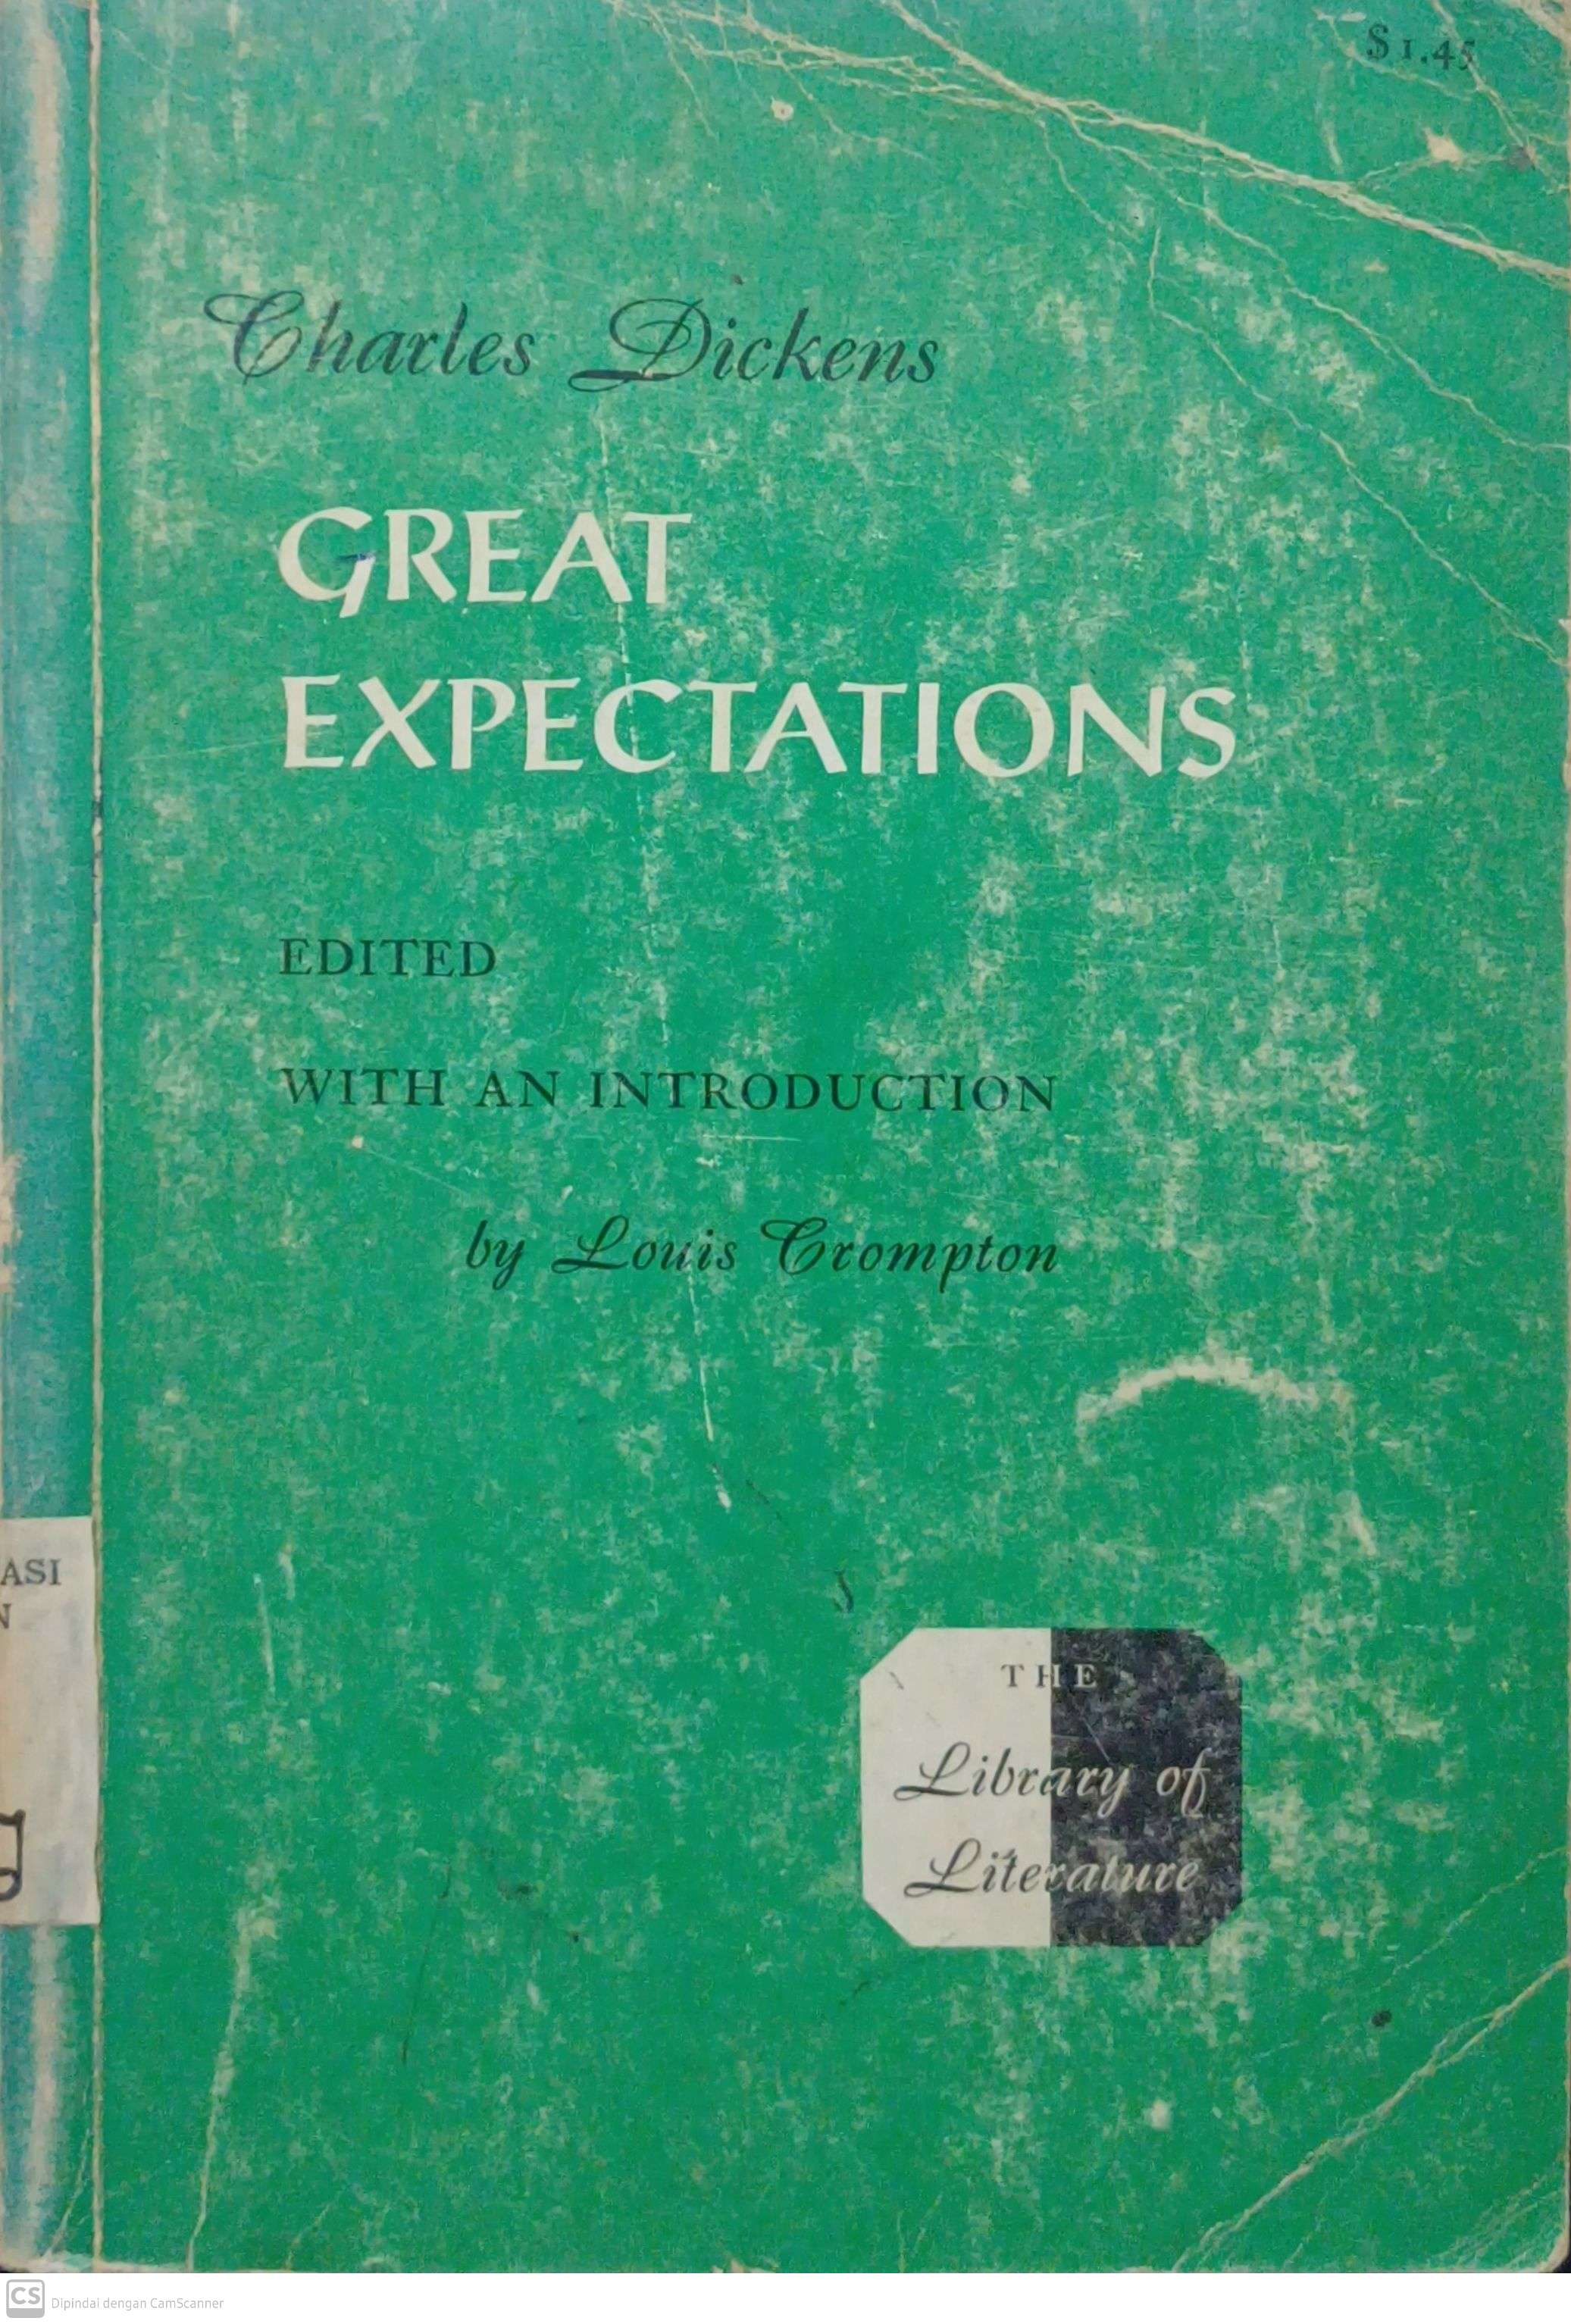 $1.45
Charles Dickens
GREAT
EXPECTATIONS
EDITED
WITH AN INTRODUCTION
by Louis Crompton
ASI
N
THE
Library of
Literature
CS Dipindai dengan CamScanner